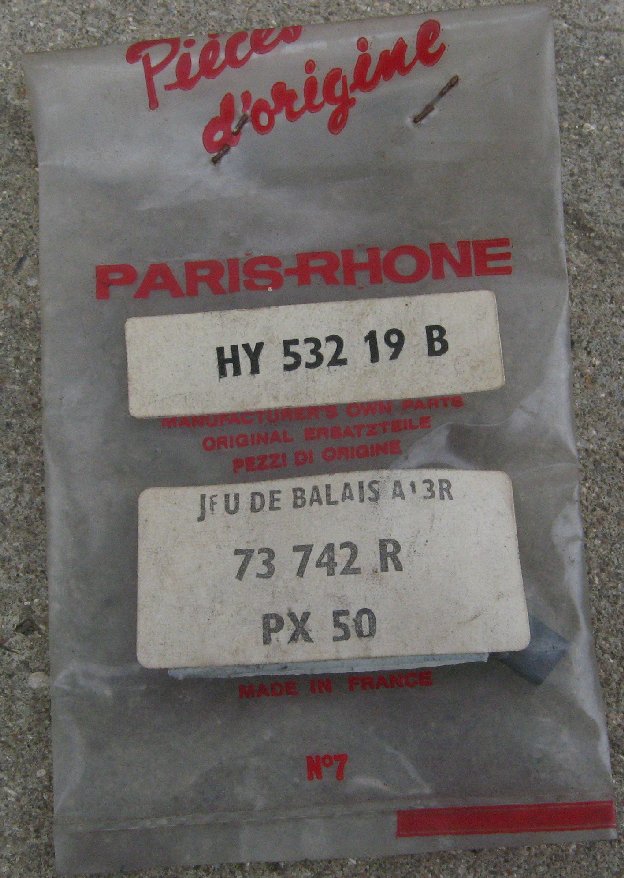 Pièces
d'origine
PARIS-RHONE
HY 532 19 B
MANUFACTURER'S OWN PARTS
ORIGINAL ERSATZTEILE
PEZZI DI ORIGINE
JEU DE BALAIS A13R
73 742 R
PX 50
MADE IN FRANCE
Nº7